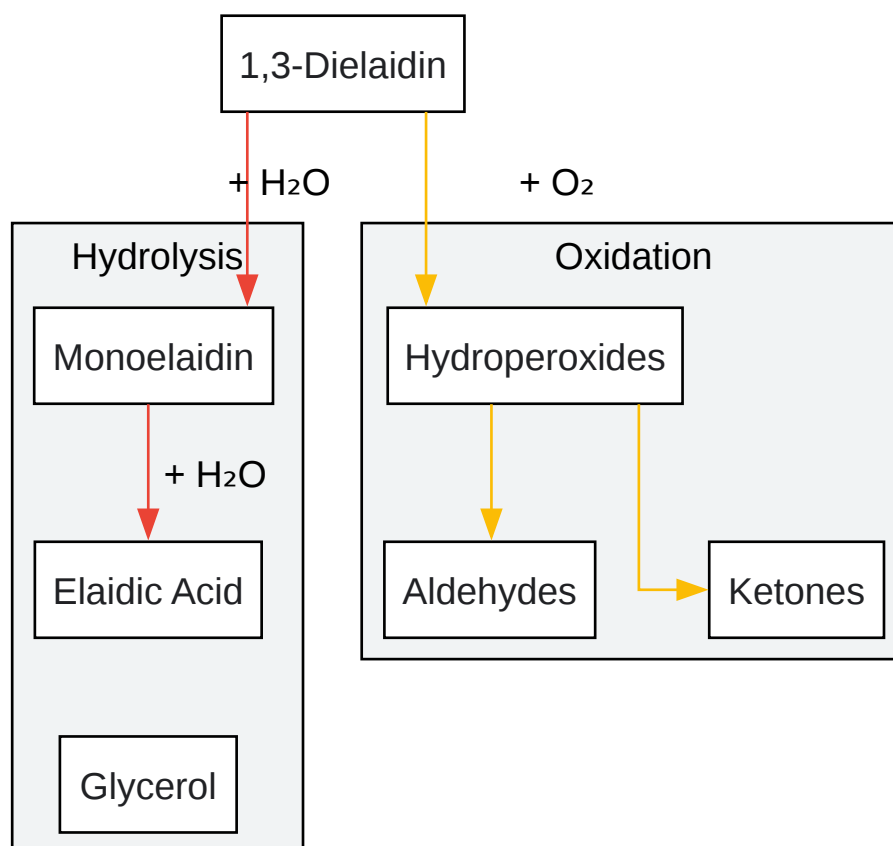 1,3-Dielaidin
+ H₂O
+ O₂
Hydrolysis
Oxidation
Monoelaidin
Hydroperoxides
+ H₂O
Elaidic Acid
Aldehydes
Ketones
Glycerol